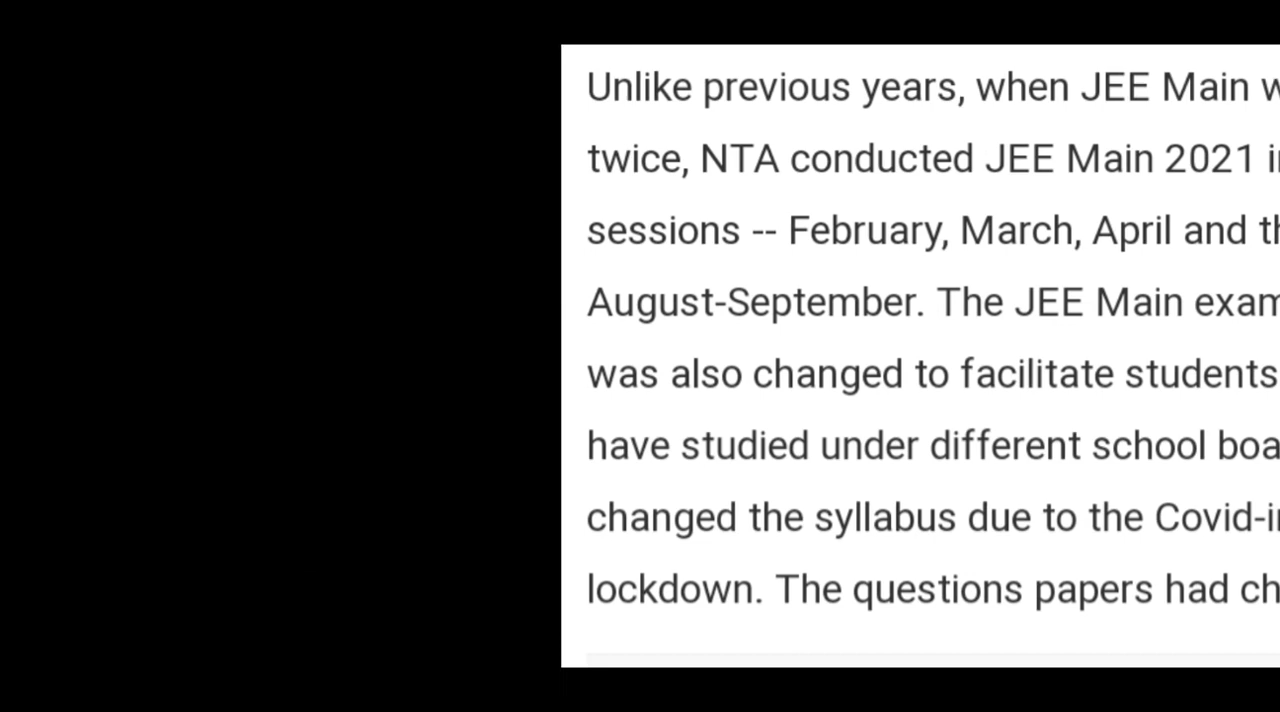 Unlike previous years, when JEE Main
twice, NTA conducted JEE Main 2021
sessions -- February, March, April and
August-September. The JEE Main
was also changed to facilitate students
have studied under different school
changed the syllabus due to the
lockdown. The questions papers had